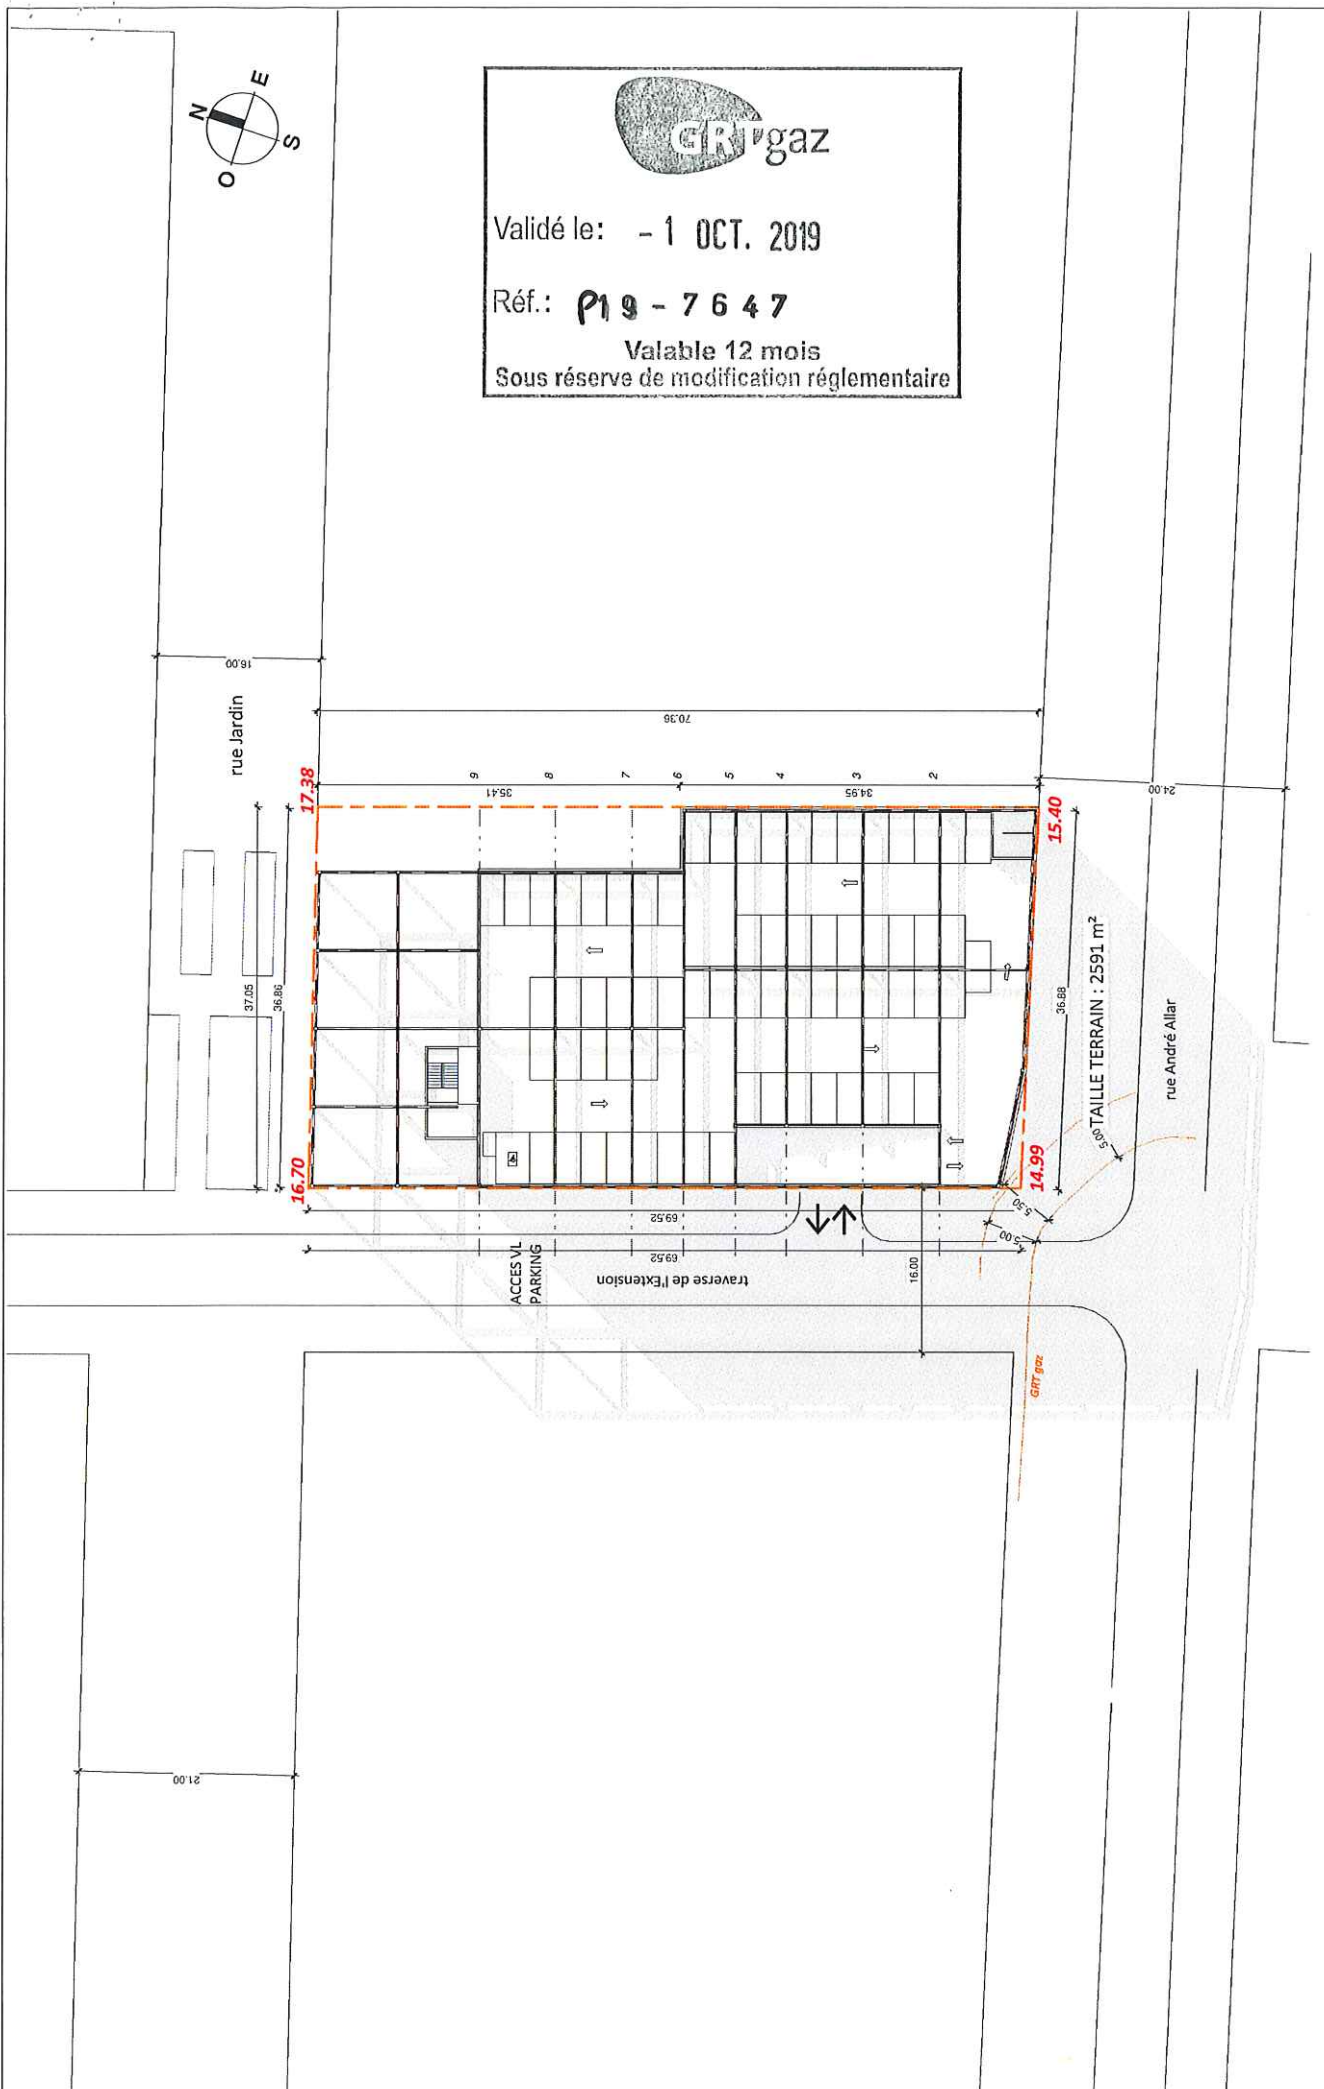 N
E
S
O
GRTgaz
Validé le: - 1 OCT. 2019
Réf.: P19 - 7647
Valable 12 mois
Sous réserve de modification réglementaire
16.00
rue Jardin
70.36
17.38
9
8
7
6
5
4
3
2
35.41
34.95
24.00
15.40
37.05
36.86
36.88
TAILLE TERRAIN : 2591 m²
rue André Allar
5.00
16.70
14.99
5.50
5.00
69.52
69.52
ACCES VL
PARKING
traverse de l'Extension
16.00
GRT gaz
21.00